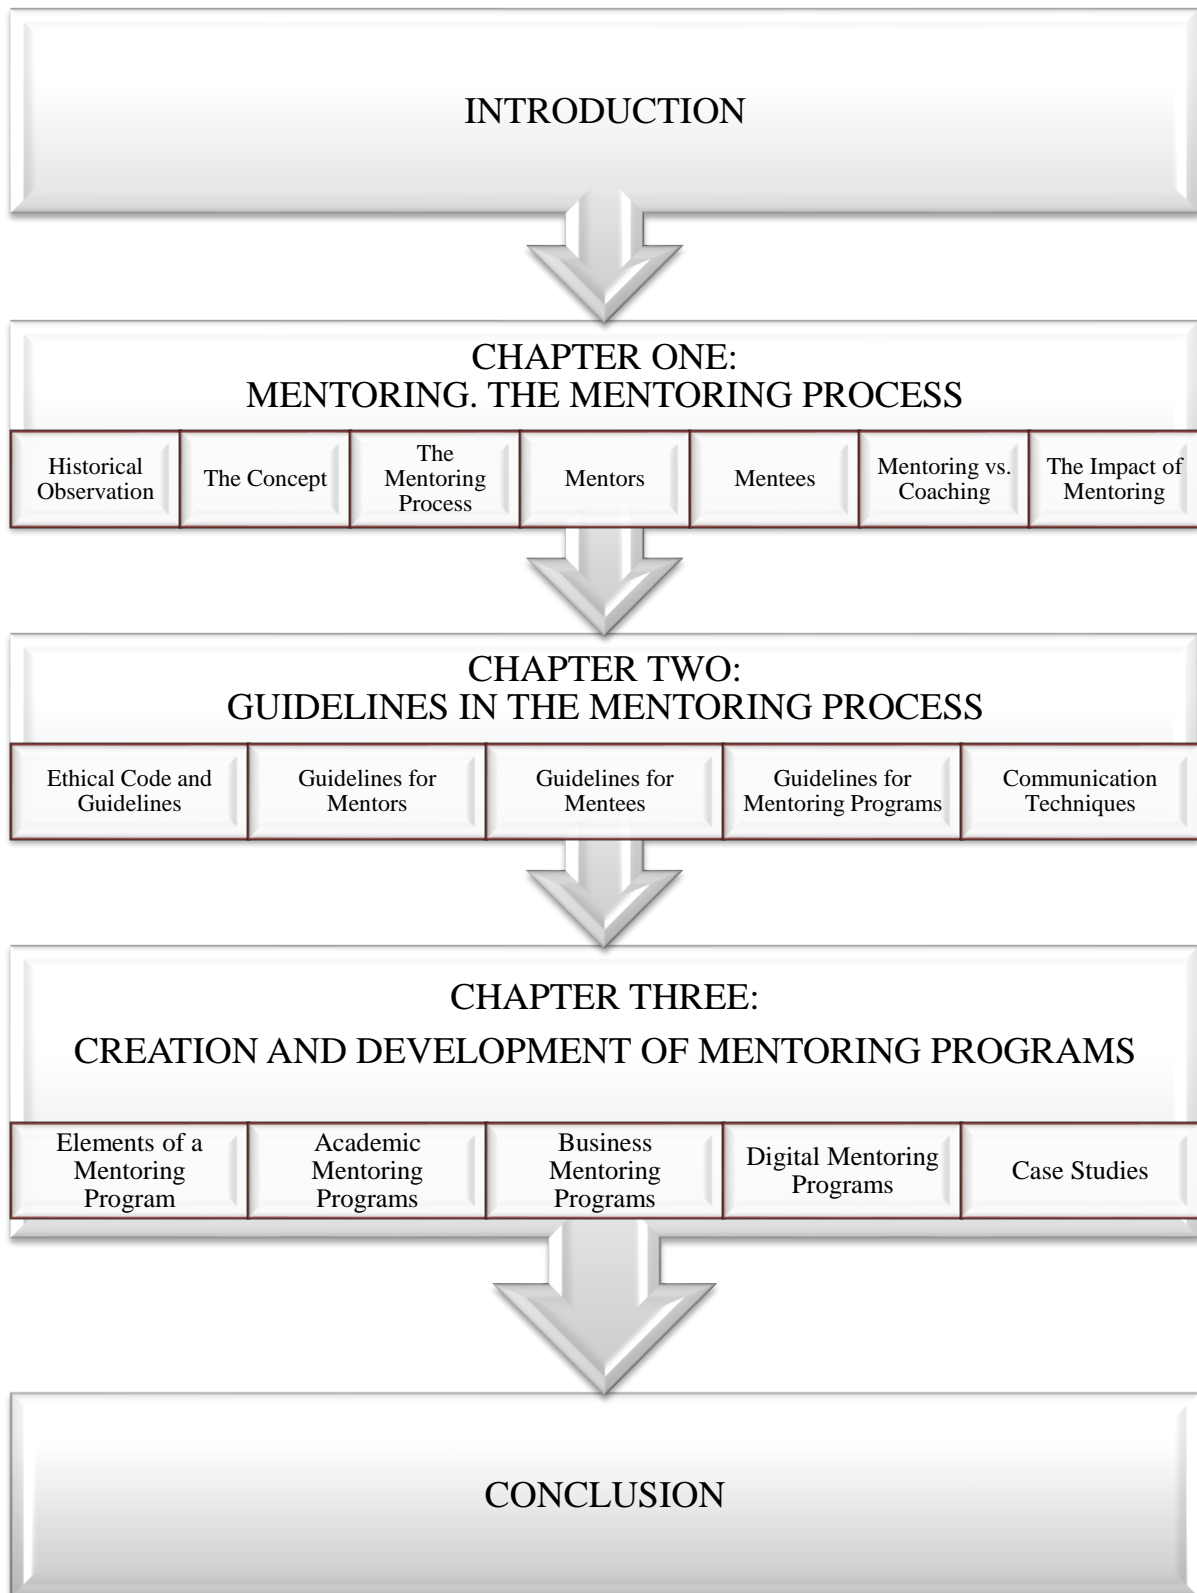 INTRODUCTION
CHAPTER ONE:
MENTORING. THE MENTORING PROCESS
Historical
Observation
The Concept
The
Mentoring
Process
Mentors
Mentees
Mentoring vs.
Coaching
The Impact of
Mentoring
CHAPTER TWO:
GUIDELINES IN THE MENTORING PROCESS
Ethical Code and
Guidelines
Guidelines for
Mentors
Guidelines for
Mentees
Guidelines for
Mentoring Programs
Communication
Techniques
CHAPTER THREE:
CREATION AND DEVELOPMENT OF MENTORING PROGRAMS
Elements of a
Mentoring
Program
Academic
Mentoring
Programs
Business
Mentoring
Programs
Digital Mentoring
Programs
Case Studies
CONCLUSION